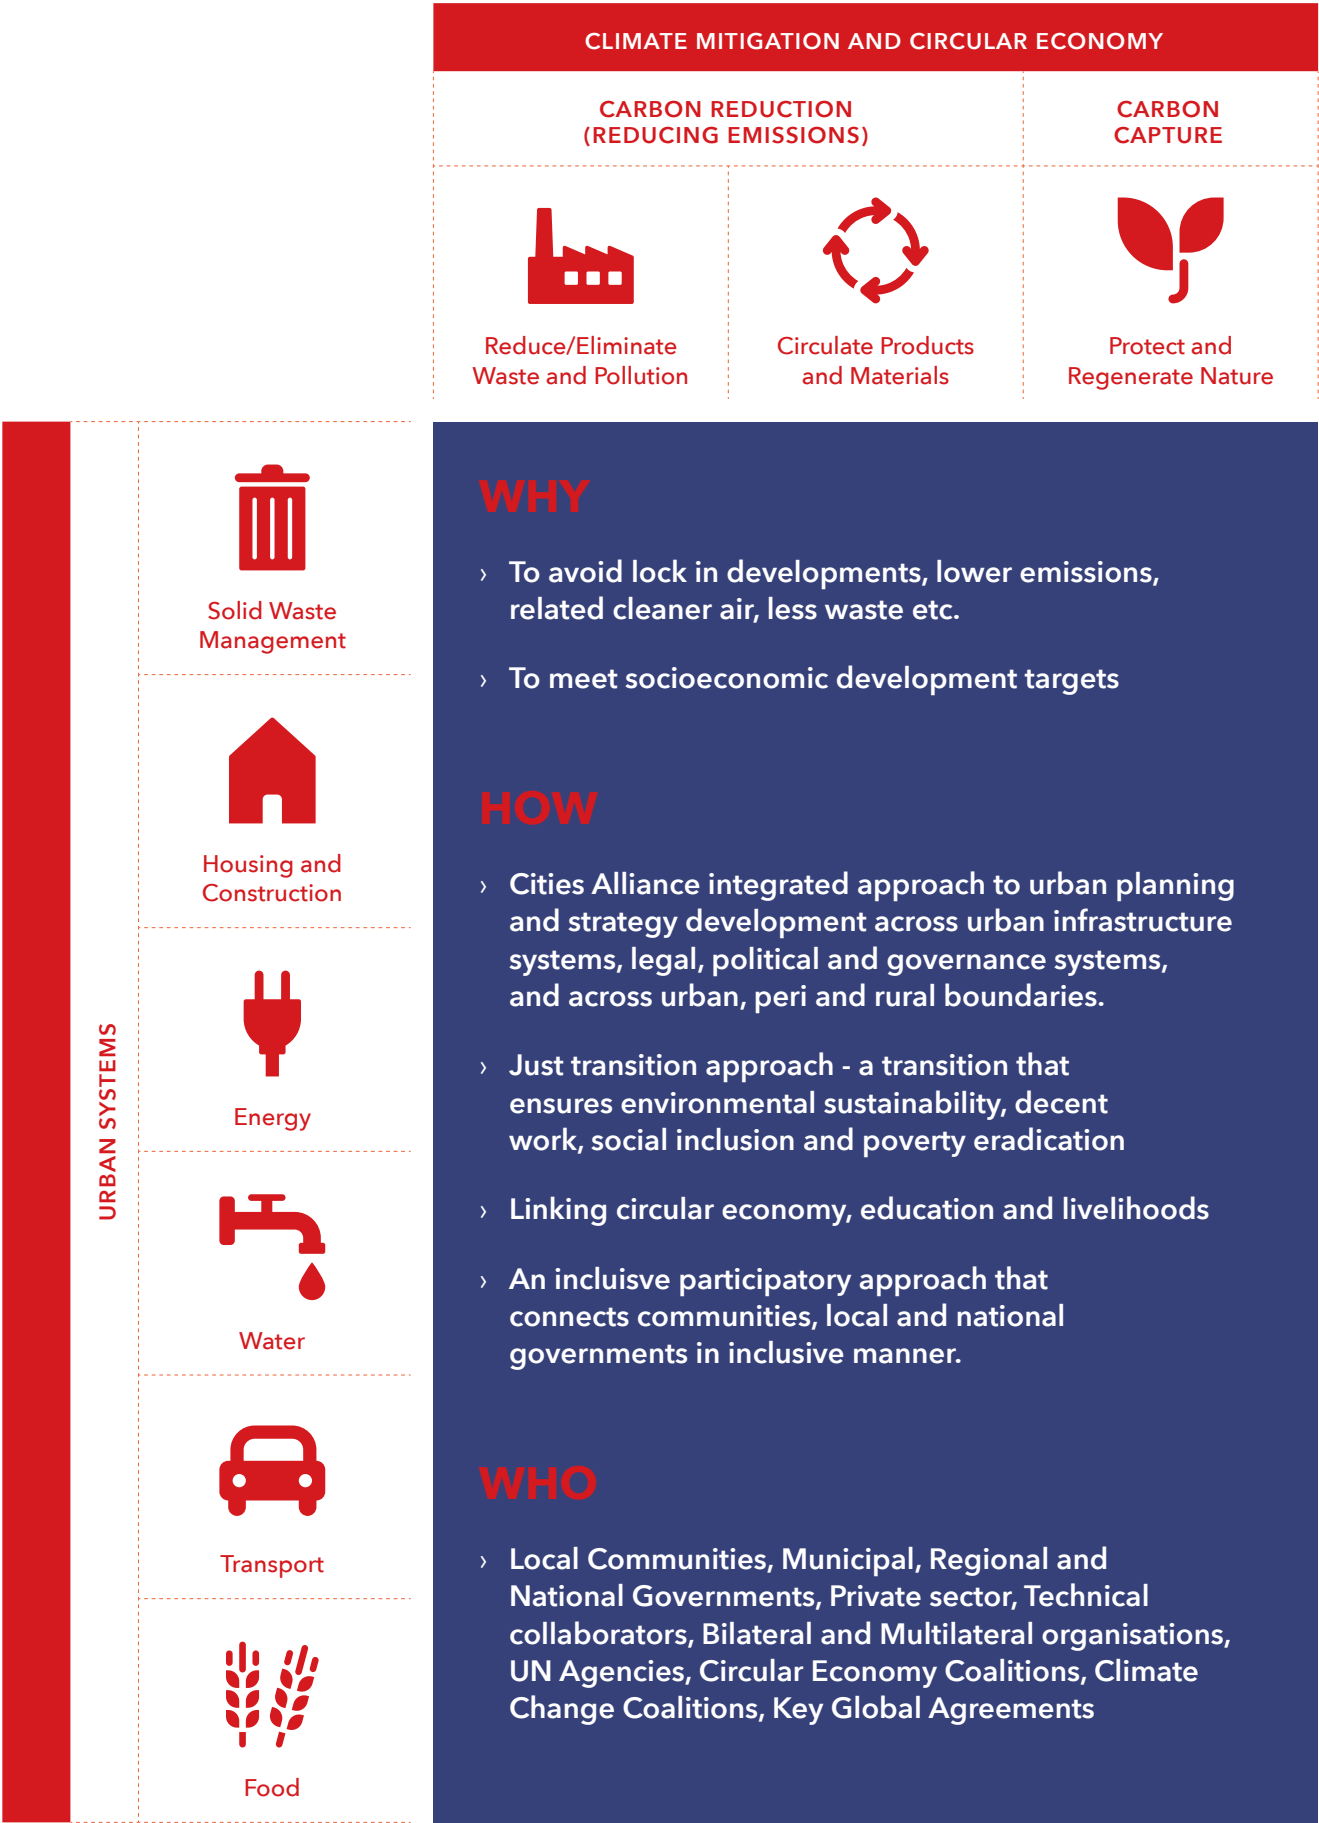 CLIMATE MITIGATION AND CIRCULAR ECONOMY
CARBON REDUCTION
(REDUCING EMISSIONS)
CARBON
CAPTURE
Reduce/Eliminate
Waste and Pollution
Circulate Products
and Materials
Protect and
Regenerate Nature
URBAN SYSTEMS
Solid Waste
Management
Housing and
Construction
Energy
Water
Transport
Food
WHY
› To avoid lock in developments, lower emissions,
related cleaner air, less waste etc.
› To meet socioeconomic development targets
HOW
› Cities Alliance integrated approach to urban planning
and strategy development across urban infrastructure
systems, legal, political and governance systems,
and across urban, peri and rural boundaries.
› Just transition approach - a transition that
ensures environmental sustainability, decent
work, social inclusion and poverty eradication
› Linking circular economy, education and livelihoods
› An incluisve participatory approach that
connects communities, local and national
governments in inclusive manner.
WHO
› Local Communities, Municipal, Regional and
National Governments, Private sector, Technical
collaborators, Bilateral and Multilateral organisations,
UN Agencies, Circular Economy Coalitions, Climate
Change Coalitions, Key Global Agreements